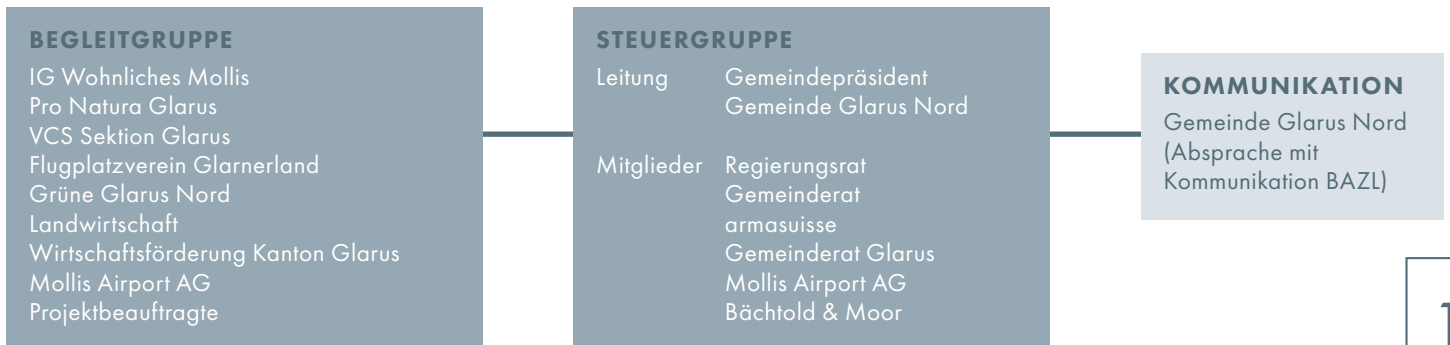 BEGLEITGRUPPE
IG Wohnliches Mollis
Pro Natura Glarus
VCS Sektion Glarus
Flugplatzverein Glarnerland
Grüne Glarus Nord
Landwirtschaft
Wirtschaftsförderung Kanton Glarus
Mollis Airport AG
Projektbeauftragte
STEUERGRUPPE
Leitung Gemeindepräsident
Gemeinde Glarus Nord
Mitglieder Regierungsrat
Gemeinderat
armasuisse
Gemeinderat Glarus
Mollis Airport AG
Bächtold & Moor
KOMMUNIKATION
Gemeinde Glarus Nord
(Absprache mit
Kommunikation BAZL)